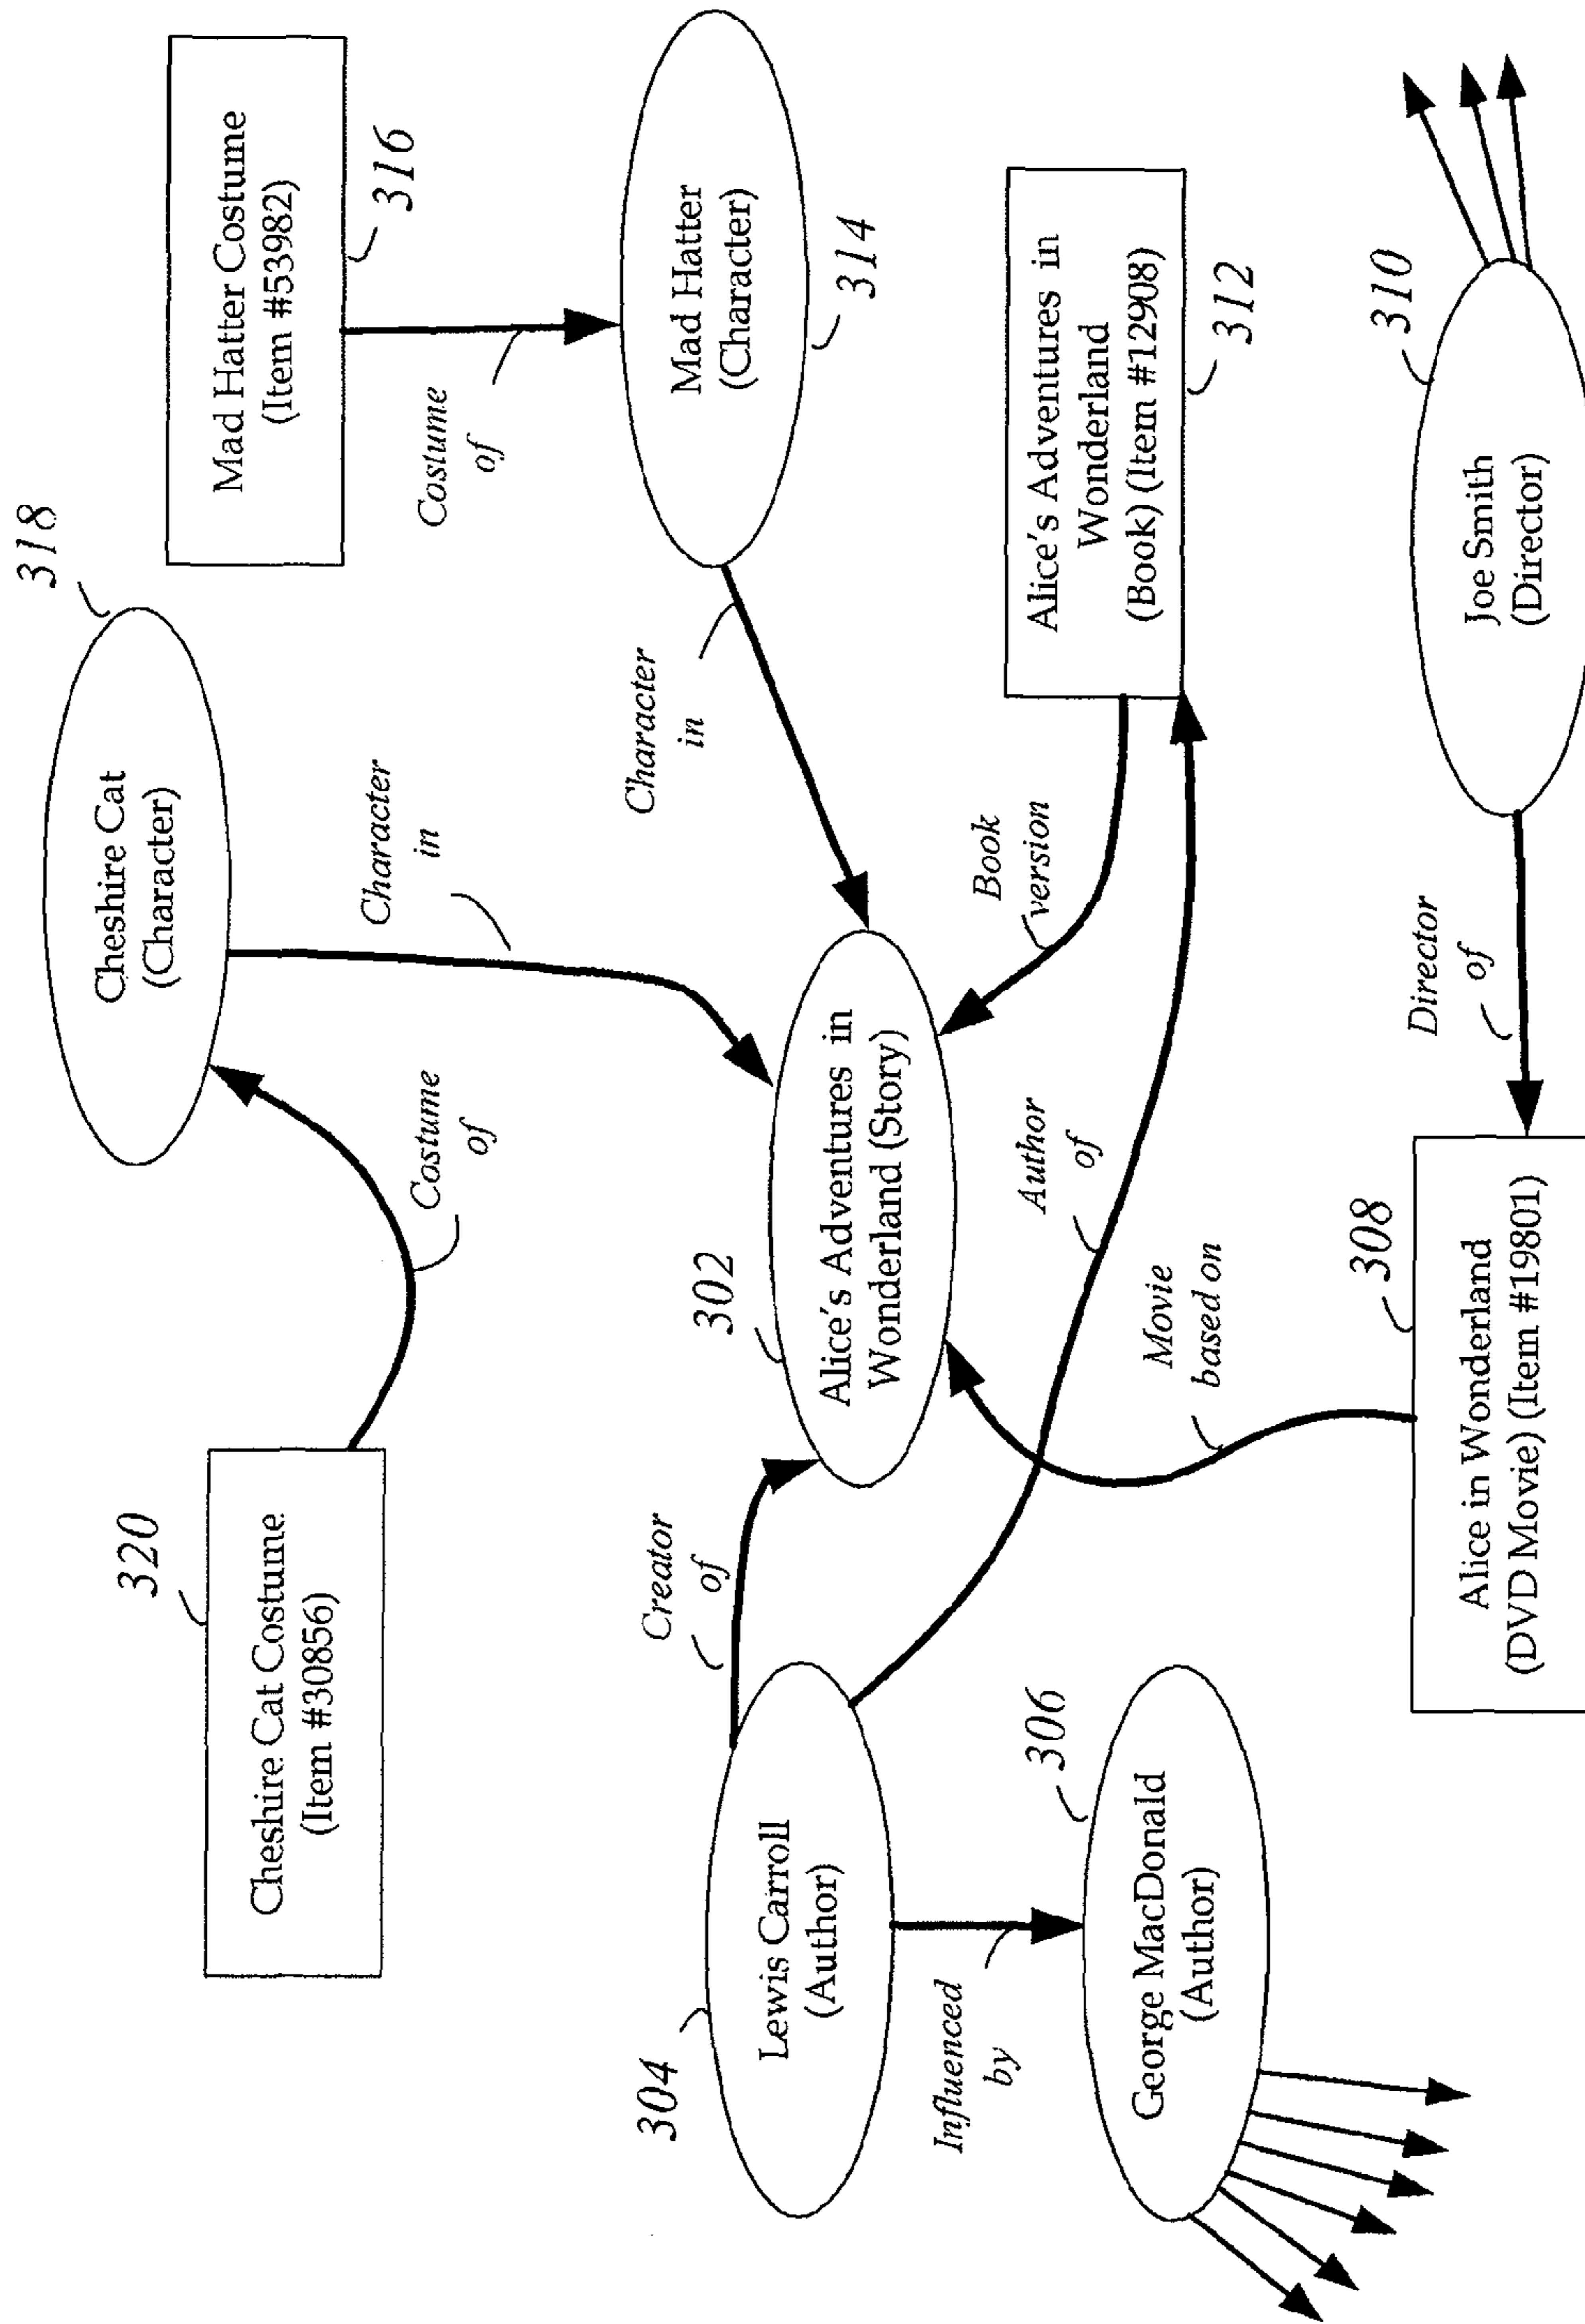 320
Cheshire Cat Costume
(Item #30856)
Costume
of
318
Cheshire Cat
(Character)
Character
in
Mad Hatter Costume
(Item #53982)
316
Costume
of
Mad Hatter
(Character)
314
Character
in
304
Lewis Carroll
(Author)
Creator
of
302
Alice's Adventures in
Wonderland (Story)
Book
version
Alice's Adventures in
Wonderland
(Book) (Item #12908)
312
Author
of
Influenced
by
306
George MacDonald
(Author)
Movie
based on
308
Alice in Wonderland
(DVD Movie) (Item #19801)
Director
of
310
Joe Smith
(Director)